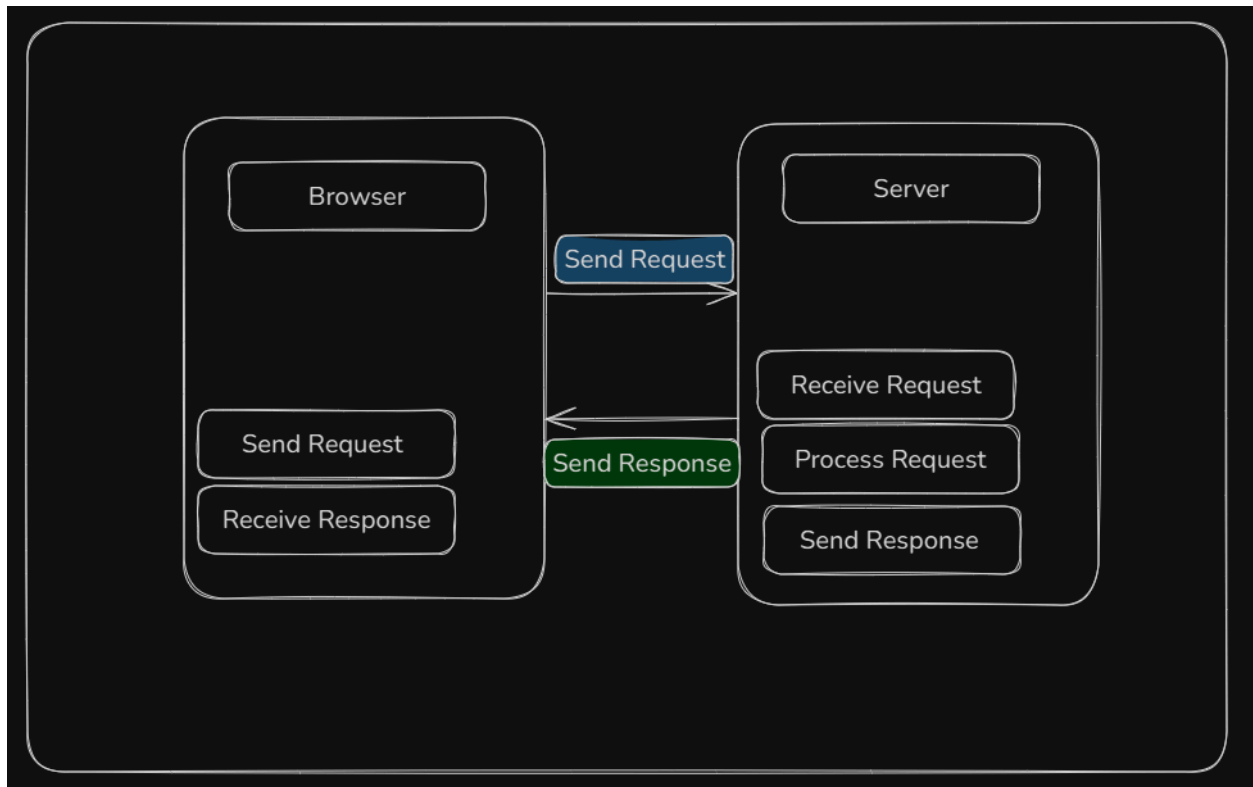 Browser
Server
Send Request
Receive Request
Send Request
Process Request
Send Response
Receive Response
Send Response